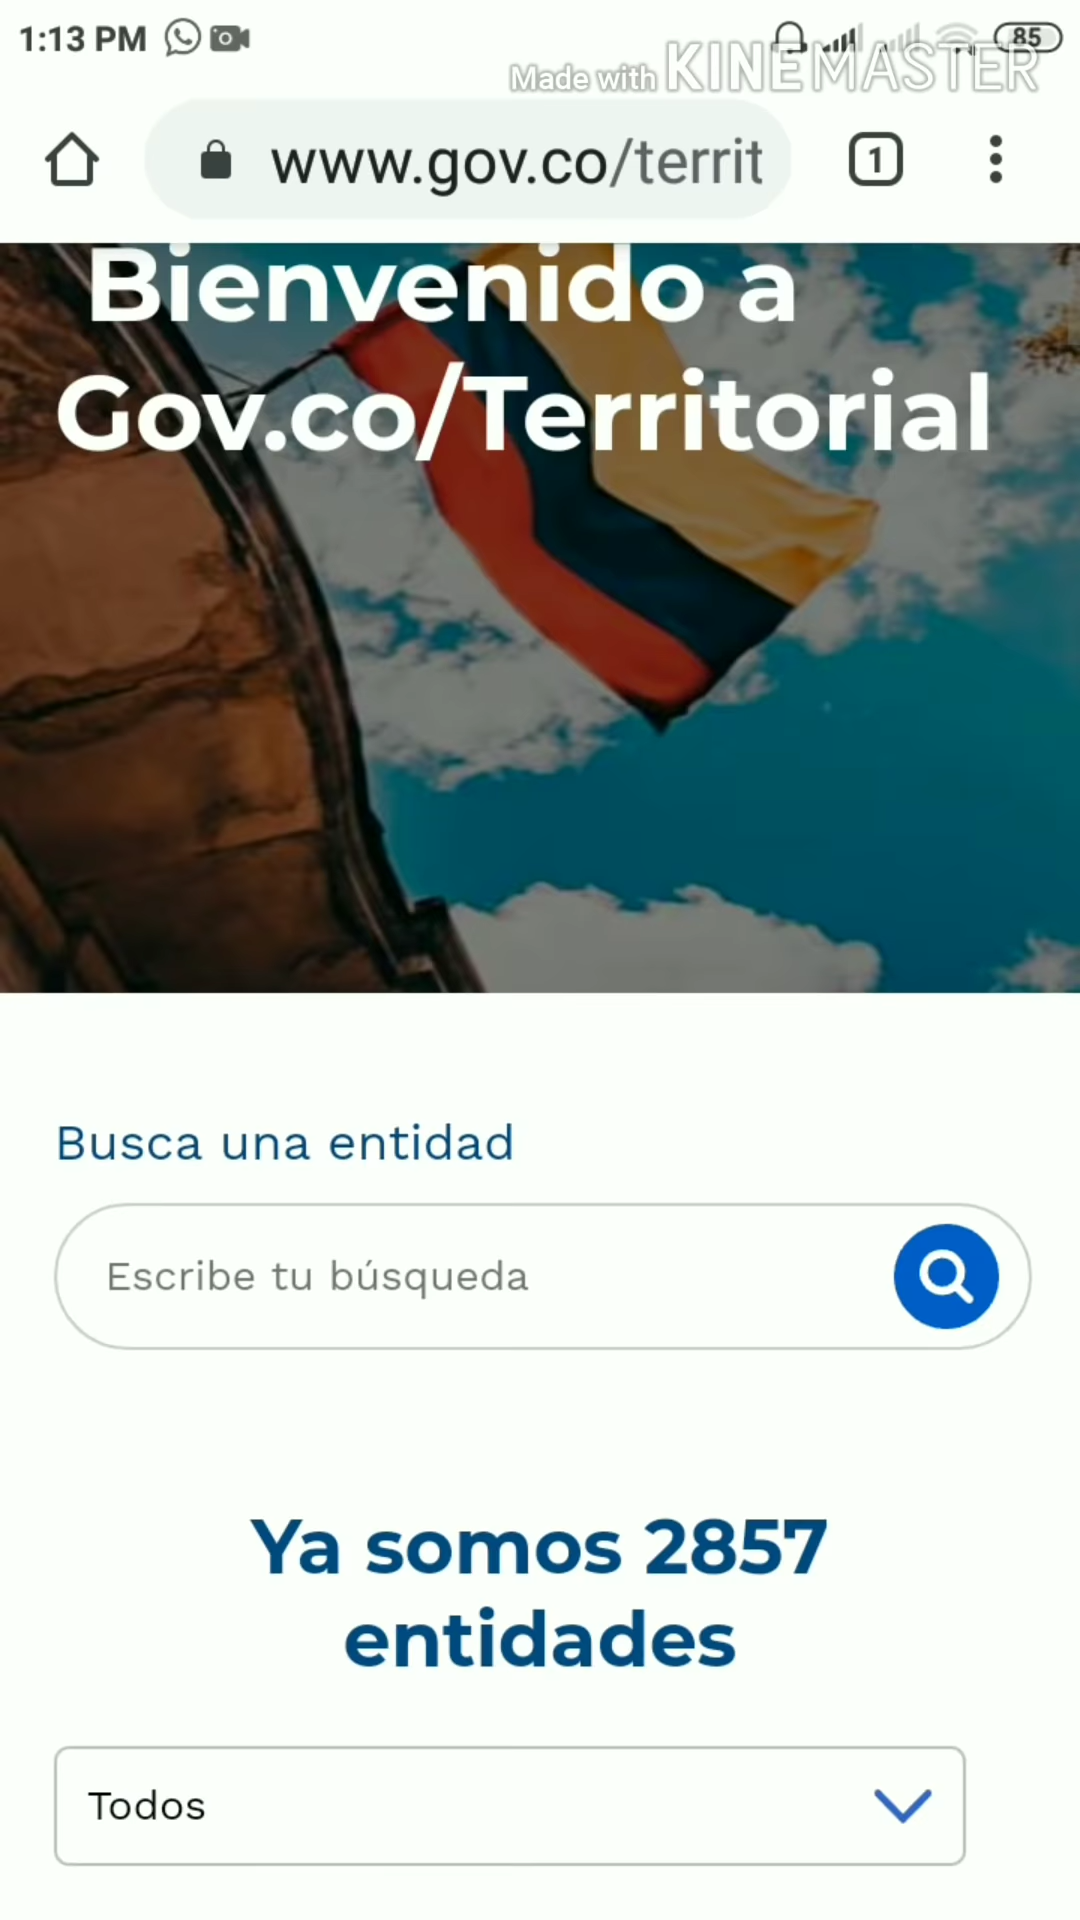 1:13 PM
85
Made with KINEMASTER
www.gov.co/territ
1
Bienvenido a
Gov.co/Territorial
Busca una entidad
Escribe tu búsqueda
Ya somos 2857
entidades
Todos